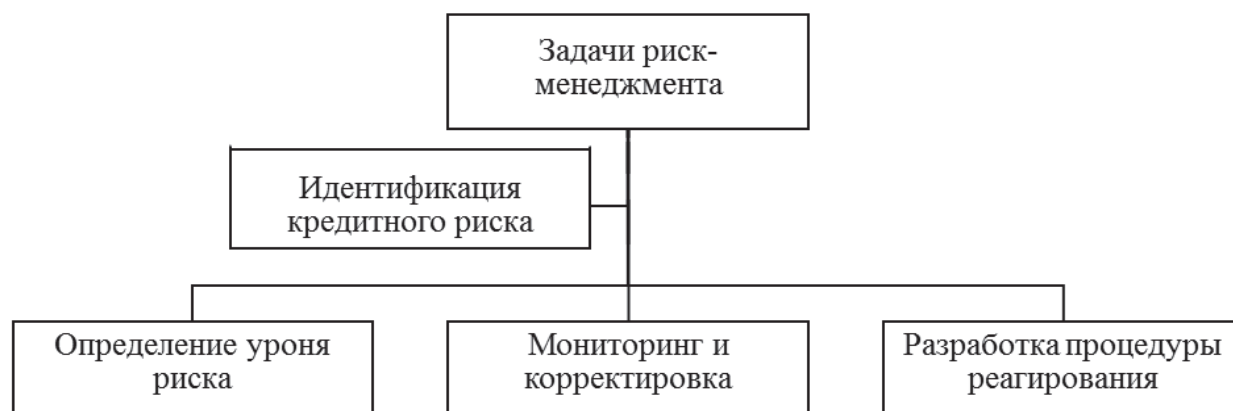 Задачи риск-
менеджмента
Идентификация
кредитного риска
Определение уроня
риска
Мониторинг и
корректировка
Разработка процедуры
реагирования